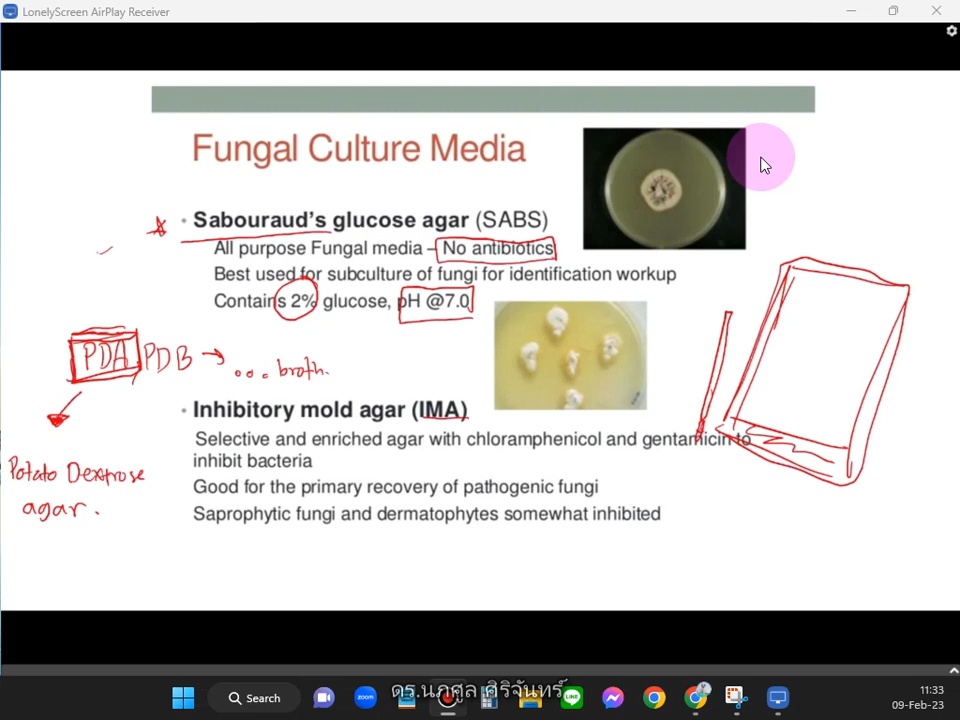 LonelyScreen AirPlay Receiver
Fungal Culture Media
• Sabouraud's glucose agar (SABS)
All purpose Fungal media – No antibiotics
Best used for subculture of fungi for identification workup
Contains 2% glucose, pH @7.0
PDA PDB → ... broth.
• Inhibitory mold agar (IMA)
Selective and enriched agar with chloramphenicol and gentamicin to
inhibit bacteria
Potato Dextrose
agar.
Good for the primary recovery of pathogenic fungi
Saprophytic fungi and dermatophytes somewhat inhibited
ดร.นภศูล ศิริจันทร์
Search
zoom
LINE
11:33
09-Feb-23